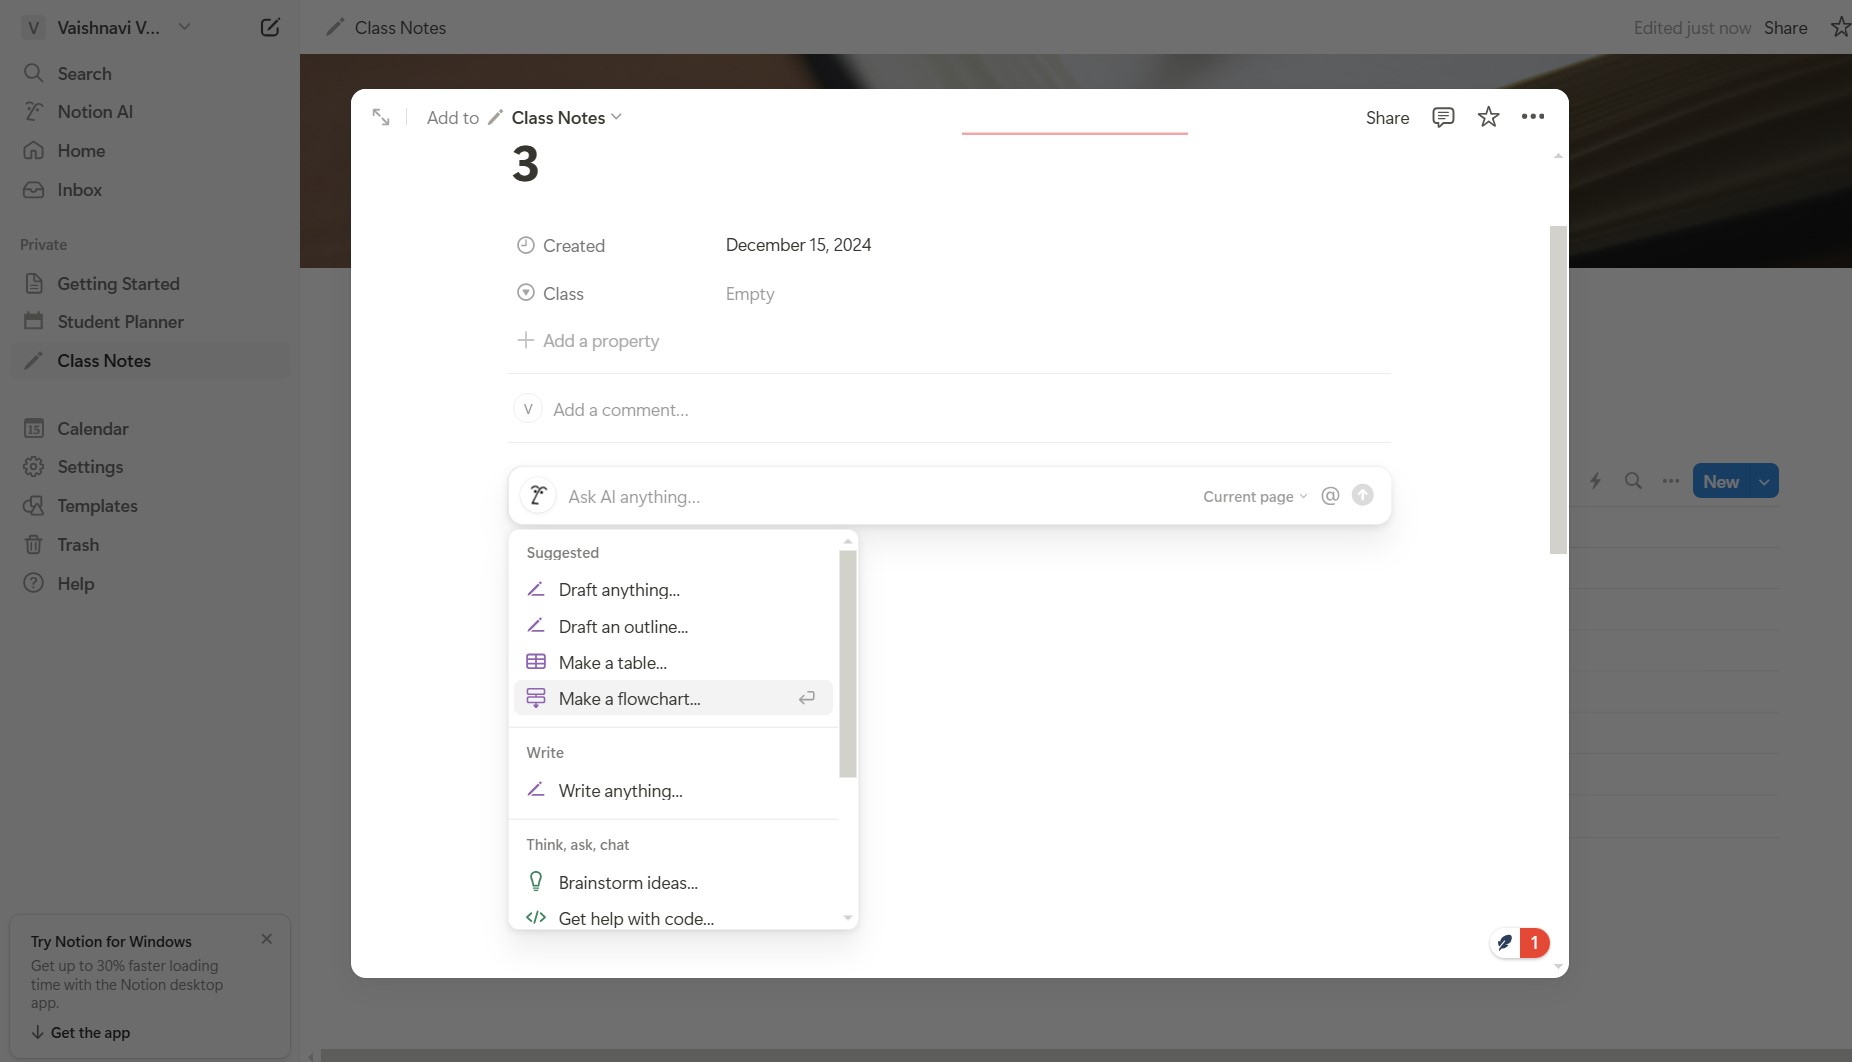 V Vaishnavi V...
Search
Notion AI
Home
Inbox
Private
Getting Started
Student Planner
Class Notes
15 Calendar
Settings
Templates
Trash
Help
Try Notion for Windows
Get up to 30% faster loading
time with the Notion desktop
app.
Get the app
Class Notes
Edited just now Share
Add to Class Notes
Share
3
Created December 15, 2024
Class Empty
Add a property
V Add a comment...
Ask AI anything... Current page @
Suggested
Draft anything...
Draft an outline...
Make a table...
Make a flowchart...
Write
Write anything...
Think, ask, chat
Brainstorm ideas...
</> Get help with code...
New
1